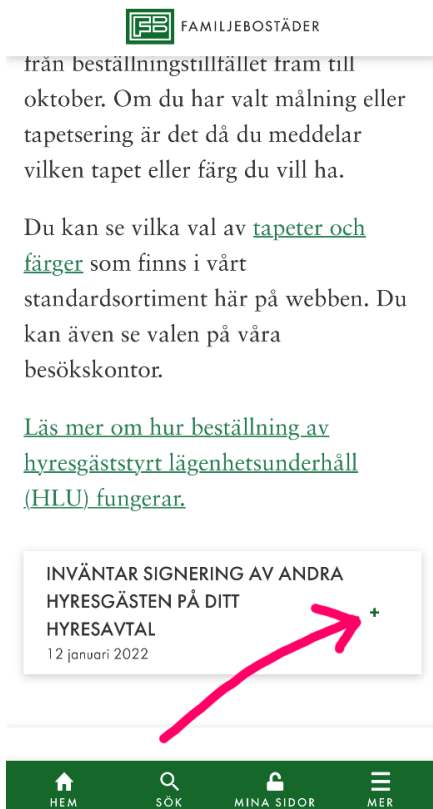 FAMILJEBOSTÄDER
från beställningstillfället fram till
oktober. Om du har valt målning eller
tapetsering är det då du meddelar
vilken tapet eller färg du vill ha.
Du kan se vilka val av tapeter och
färger som finns i vårt
standardsortiment här på webben. Du
kan även se valen på våra
besökskontor.
Läs mer om hur beställning av
hyresgäststyrt lägenhetsunderhåll
(HLU) fungerar.
INVÄNTAR SIGNERING AV ANDRA
HYRESGÄSTEN PÅ DITT
HYRESAVTAL
12 januari 2022
+
HEM SÖK MINA SIDOR MER